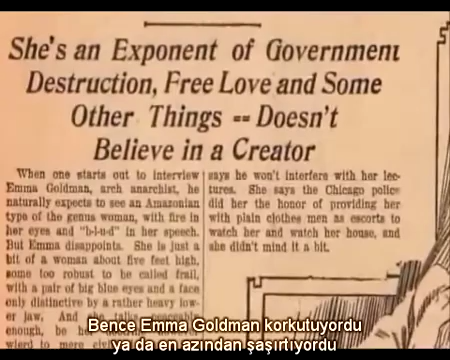 She's an Exponent of Government
Destruction, Free Love and Some
Other Things -- Doesn't
Believe in a Creator
When one starts out to interview
Emma Goldman, arch anarchist, he
naturally expects to see an Amazonian
type of the genus woman, with fire in
her eyes and "b-l-u-d" in her speech.
But Emma disappoints. She is just a
bit of a woman about five feet high,
some too robust to be called frail,
with a pair of big blue eyes and a face
only distinctive by a rather heavy low-
er jaw. And she talks peaceable
enough, be her
wierd to mere
says he won't interfere with her lec-
tures. She says the Chicago police
did her the honor of providing her
with plain clothes men as escorts to
watch her and watch her house, and
she didn't mind it a bit.
Bence Emma Goldman korkutuyordu
ya da en azından şaşırtıyordu